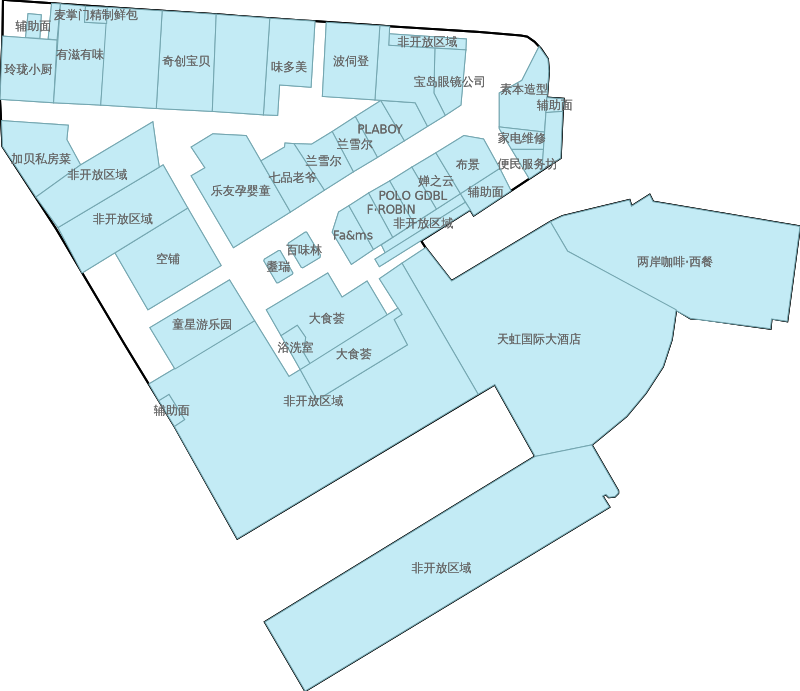 麦掌门精制鲜包
辅助面
非开放区域
有滋有味
奇创宝贝
波伺登
玲珑小厨
味多美
宝岛眼镜公司
素本造型
辅助面
PLABOY
家电维修
兰雪尔
兰雪尔
加贝私房菜
便民服务坊
布景
非开放区域
七品老爷
婵之云
乐友孕婴童
辅助面
POLO GDBL
F·ROBIN
非开放区域
非开放区域
Fa&ms
百味林
空铺
耋瑞
两岸咖啡·西餐
大食荟
童星游乐园
天虹国际大酒店
浴洗室
大食荟
非开放区域
辅助面
非开放区域